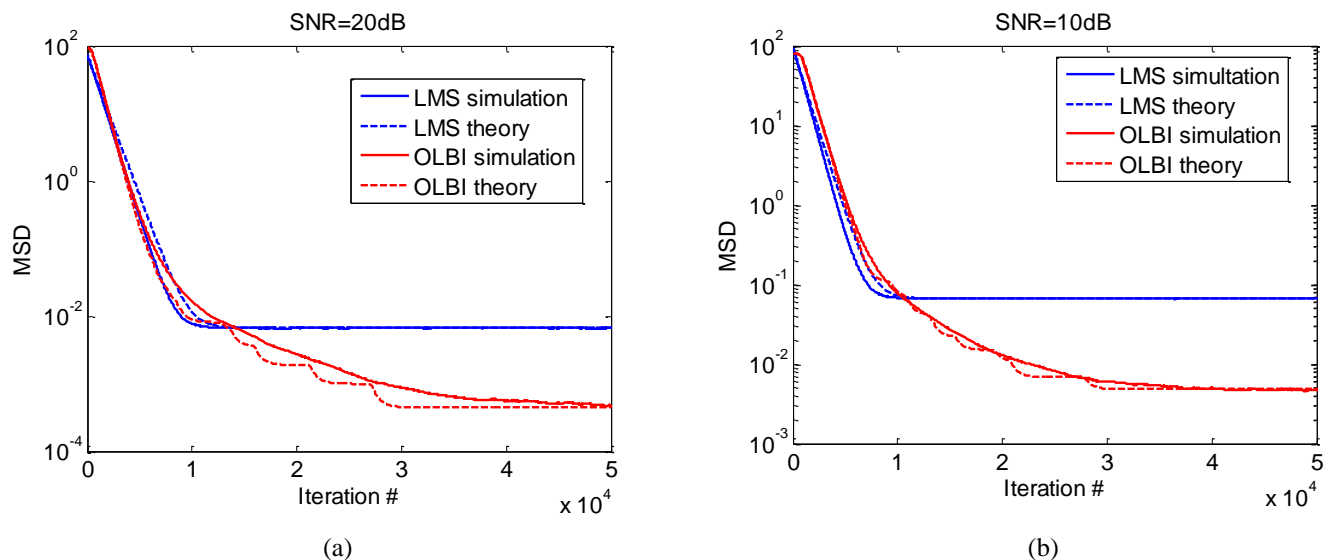 SNR=20dB
10^2
10^0
10^-2
10^-4
MSD
0 1 2 3 4 5
Iteration #
x 10^4
LMS simulation
LMS theory
OLBI simulation
OLBI theory
(a)
SNR=10dB
10^2
10^1
10^0
10^-1
10^-2
10^-3
MSD
0 1 2 3 4 5
Iteration #
x 10^4
LMS simultation
LMS theory
OLBI simulation
OLBI theory
(b)